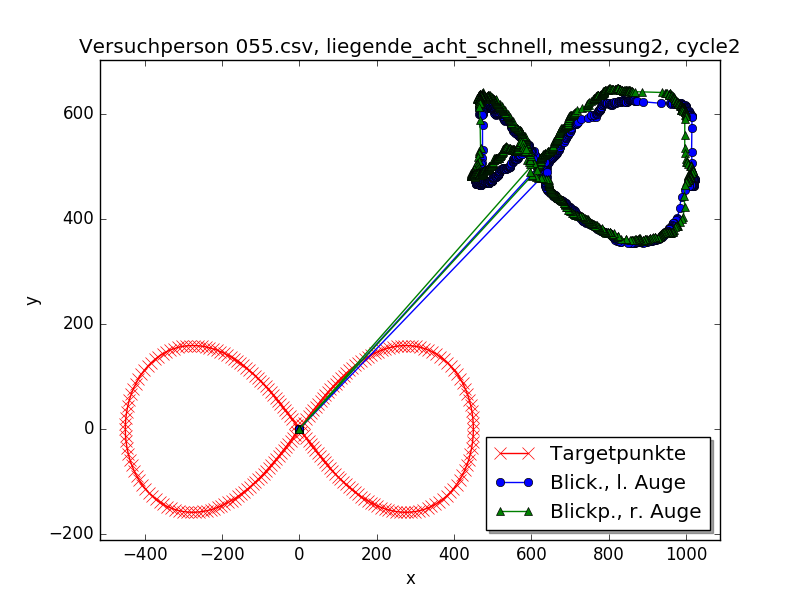 Versuchperson 055.csv, liegende_acht_schnell, messung2, cycle2
600
400
200
0
−200
y
−400 −200 0 200 400 600 800 1000
x
Targetpunkte
Blick., l. Auge
Blickp., r. Auge